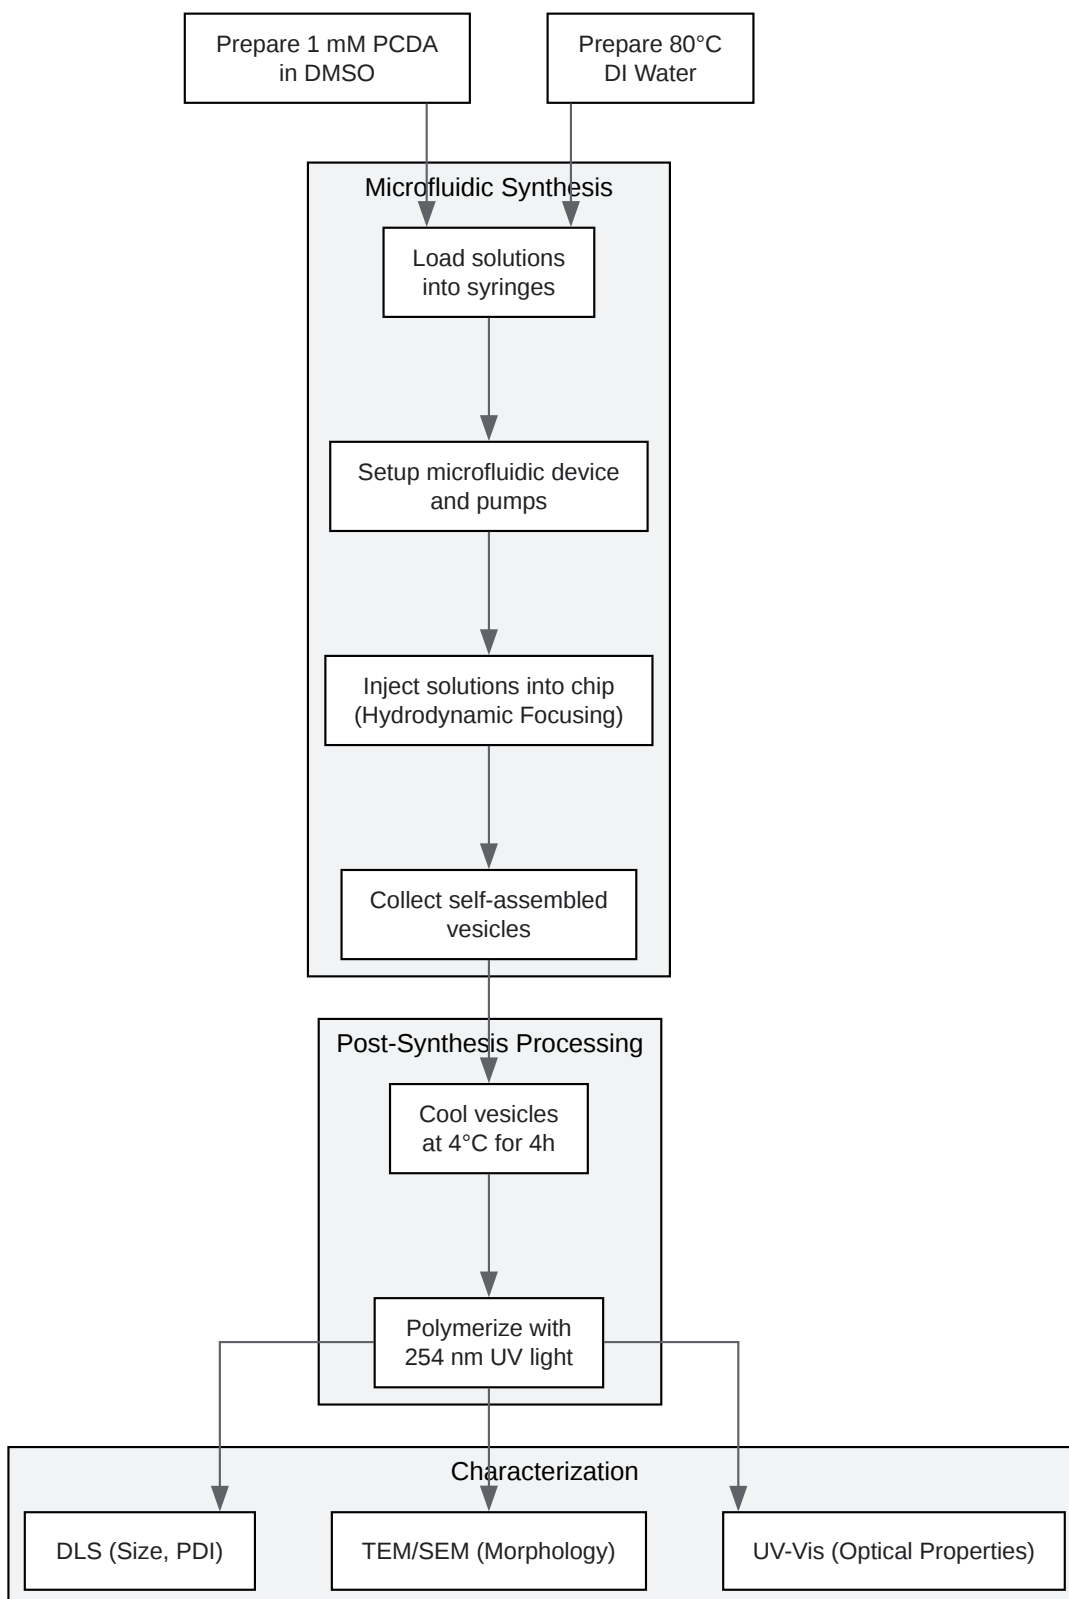 Prepare 1 mM PCDA
in DMSO
Prepare 80°C
DI Water
Microfluidic Synthesis
Load solutions
into syringes
Setup microfluidic device
and pumps
Inject solutions into chip
(Hydrodynamic Focusing)
Collect self-assembled
vesicles
Post-Synthesis Processing
Cool vesicles
at 4°C for 4h
Polymerize with
254 nm UV light
Characterization
DLS (Size, PDI)
TEM/SEM (Morphology)
UV-Vis (Optical Properties)